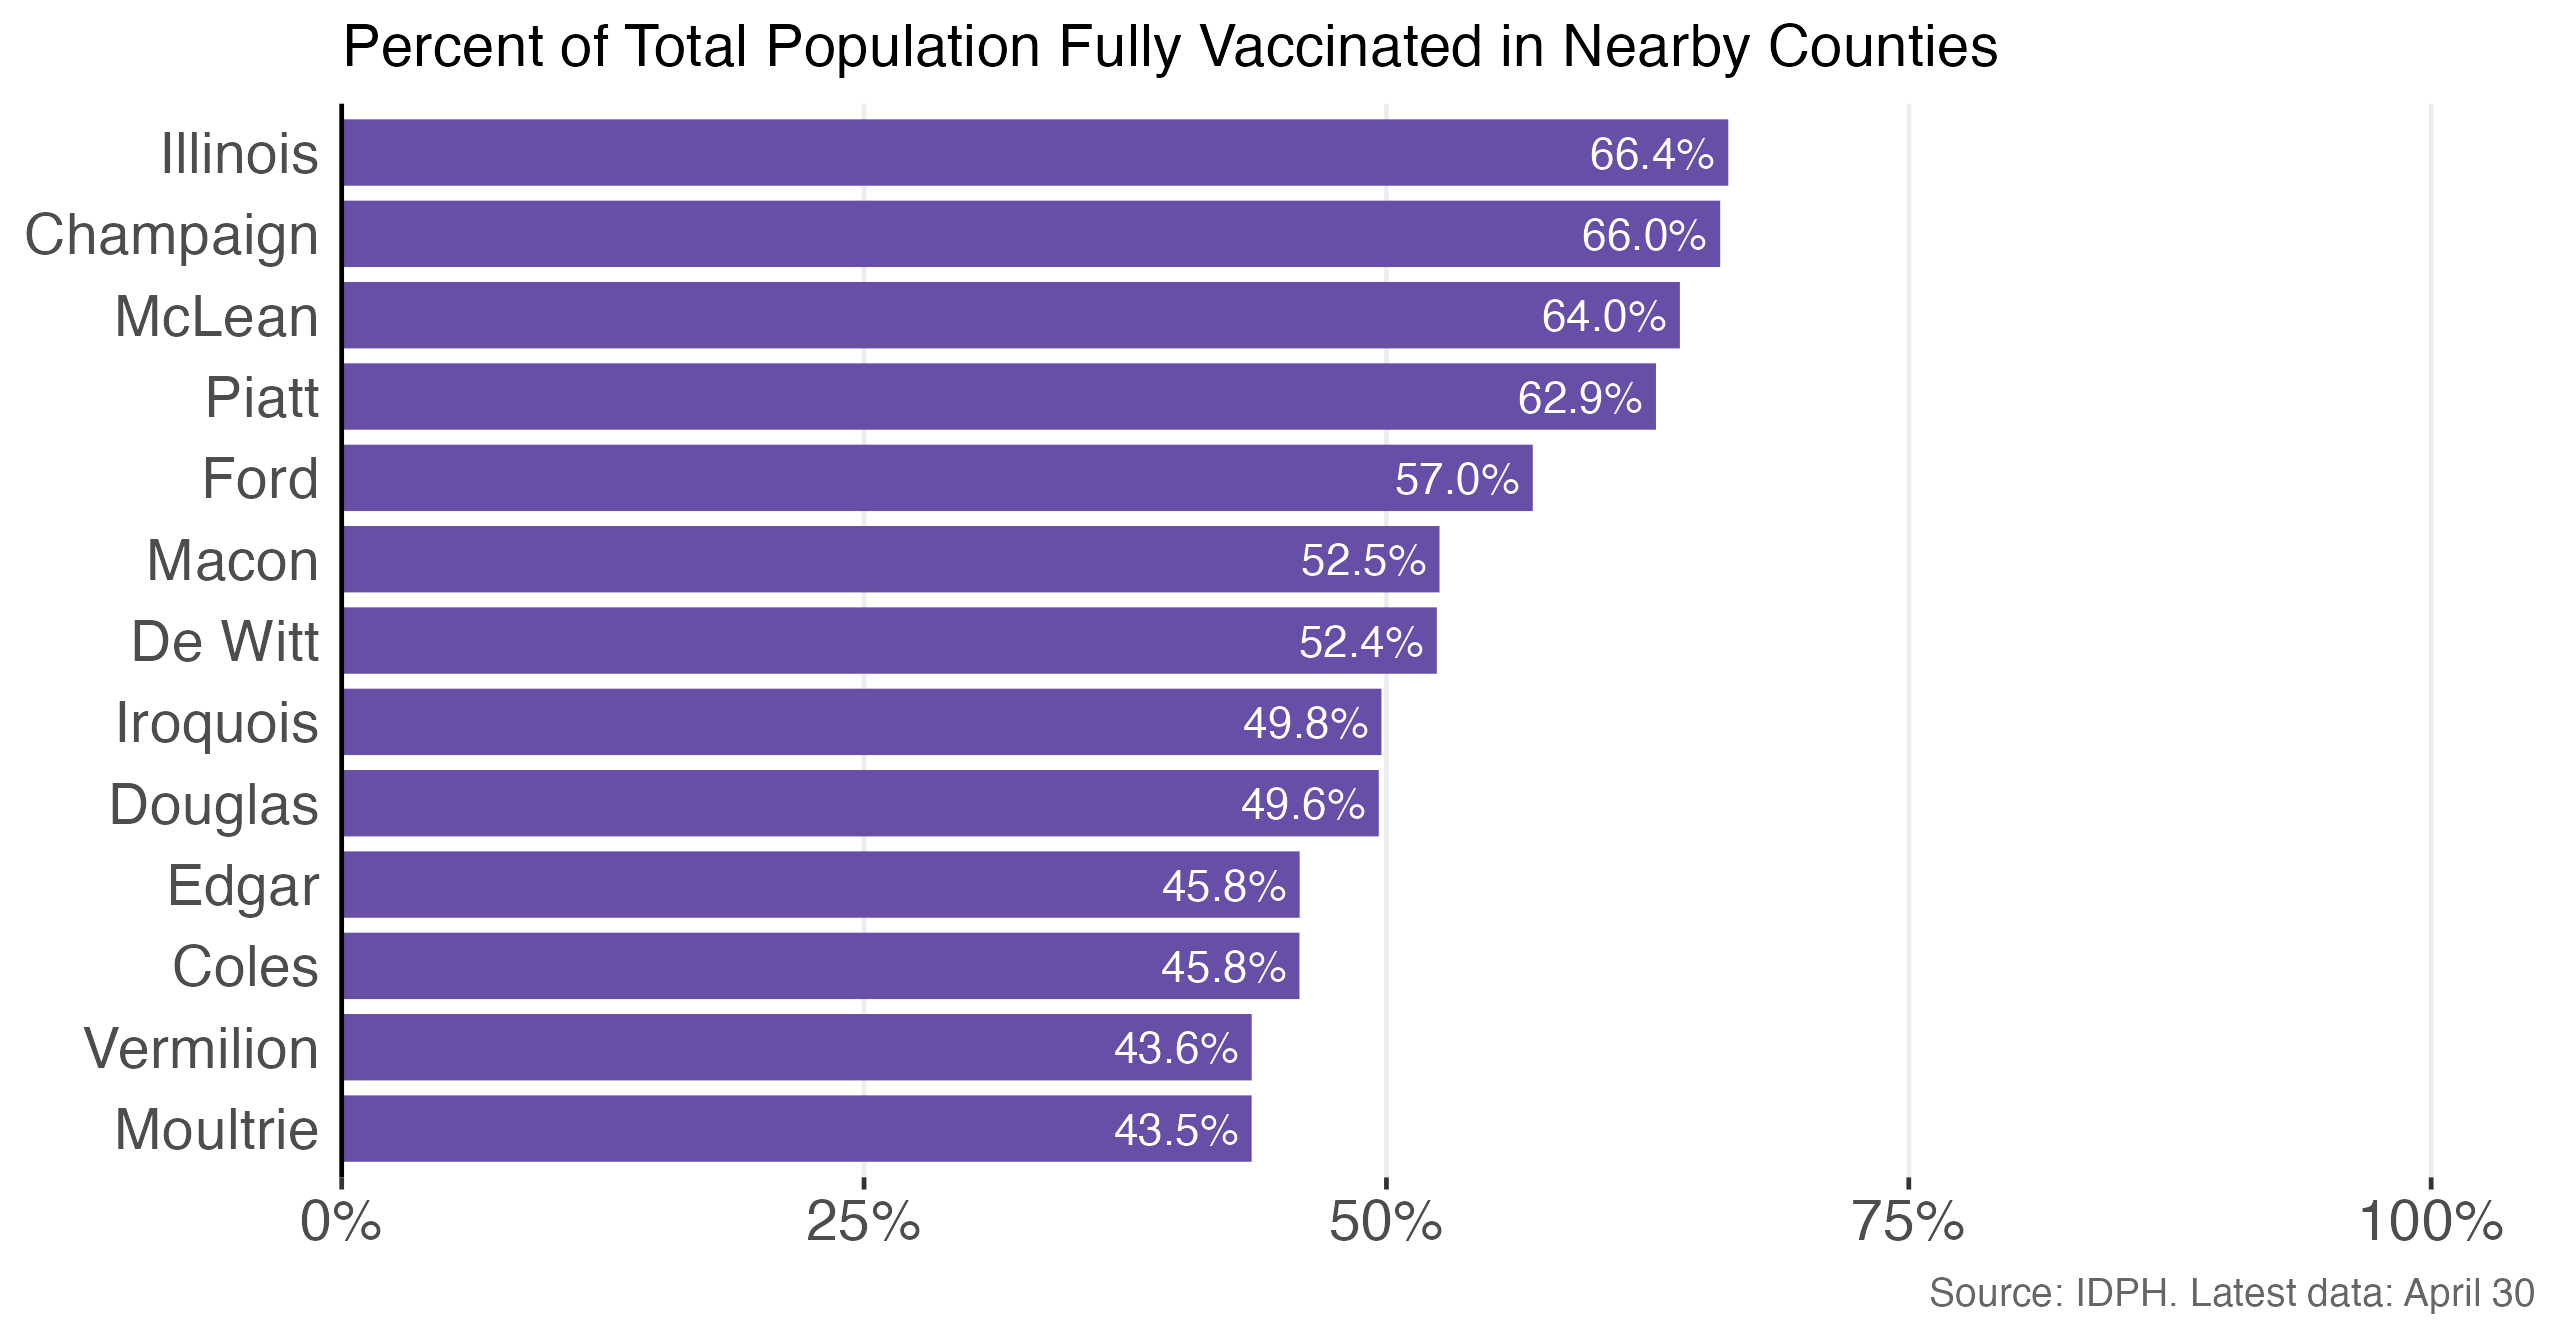 Percent of Total Population Fully Vaccinated in Nearby Counties
Illinois 66.4%
Champaign 66.0%
McLean 64.0%
Piatt 62.9%
Ford 57.0%
Macon 52.5%
De Witt 52.4%
Iroquois 49.8%
Douglas 49.6%
Edgar 45.8%
Coles 45.8%
Vermilion 43.6%
Moultrie 43.5%
0% 25% 50% 75% 100%
Source: IDPH. Latest data: April 30